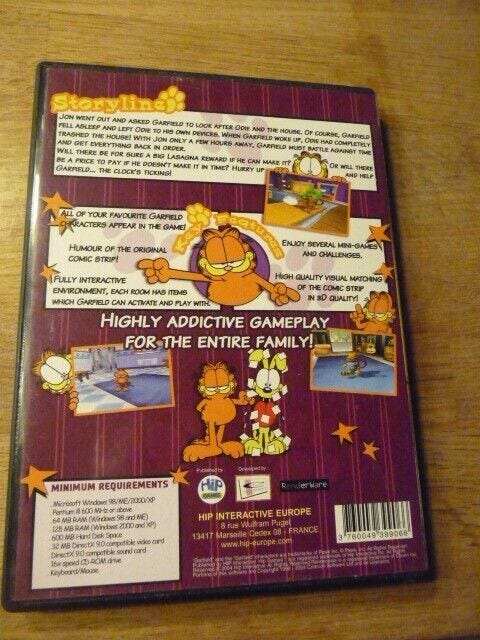 Storyline
JON WENT OUT AND ASKED GARFIELD TO LOOK AFTER ODIE AND THE HOUSE. OF COURSE, GARFIELD
FELL ASLEEP AND LEFT ODIE TO HIS OWN DEVICES. WHEN GARFIELD WOKE UP, ODIE HAD COMPLETELY
TRASHED THE HOUSE! WITH JON ONLY A FEW HOURS AWAY, GARFIELD MUST BATTLE AGAINST TIME
AND GET EVERYTHING BACK IN ORDER.
WILL THERE BE FOR SURE A BIG LASAGNA REWARD IF HE CAN MAKE IT? OR WILL THERE
BE A PRICE TO PAY IF HE DOESN'T MAKE IT IN TIME? HURRY UP AND HELP
GARFIELD... THE CLOCK'S TICKING!
Key Features
ALL OF YOUR FAVOURITE GARFIELD
CHARACTERS APPEAR IN THE GAME!
HUMOUR OF THE ORIGINAL
COMIC STRIP!
FULLY INTERACTIVE
ENVIRONMENT, EACH ROOM HAS ITEMS
WHICH GARFIELD CAN ACTIVATE AND PLAY WITH.
ENJOY SEVERAL MINI-GAMES
AND CHALLENGES.
HIGH QUALITY VISUAL MATCHING
OF THE COMIC STRIP
IN 3D QUALITY!
HIGHLY ADDICTIVE GAMEPLAY
FOR THE ENTIRE FAMILY!
MINIMUM REQUIREMENTS
Microsoft Windows 98/ME/2000/XP
Pentium III 600 MHz or above
64 MB RAM (Windows 98 and ME)
128 MB RAM (Windows 2000 and XP)
600 MB Hard Disk Space
32 MB DirectX 9.0 compatible video card
DirectX 9.0 compatible sound card
16x speed CD-ROM drive
Keyboard/Mouse
Published by
HiP
GAMES
Developed by
RenderWare
HIP INTERACTIVE EUROPE
8 rue Wulfram Puget
13417 Marseille Cedex 08 - FRANCE
www.hip-europe.com
3 760049 399068